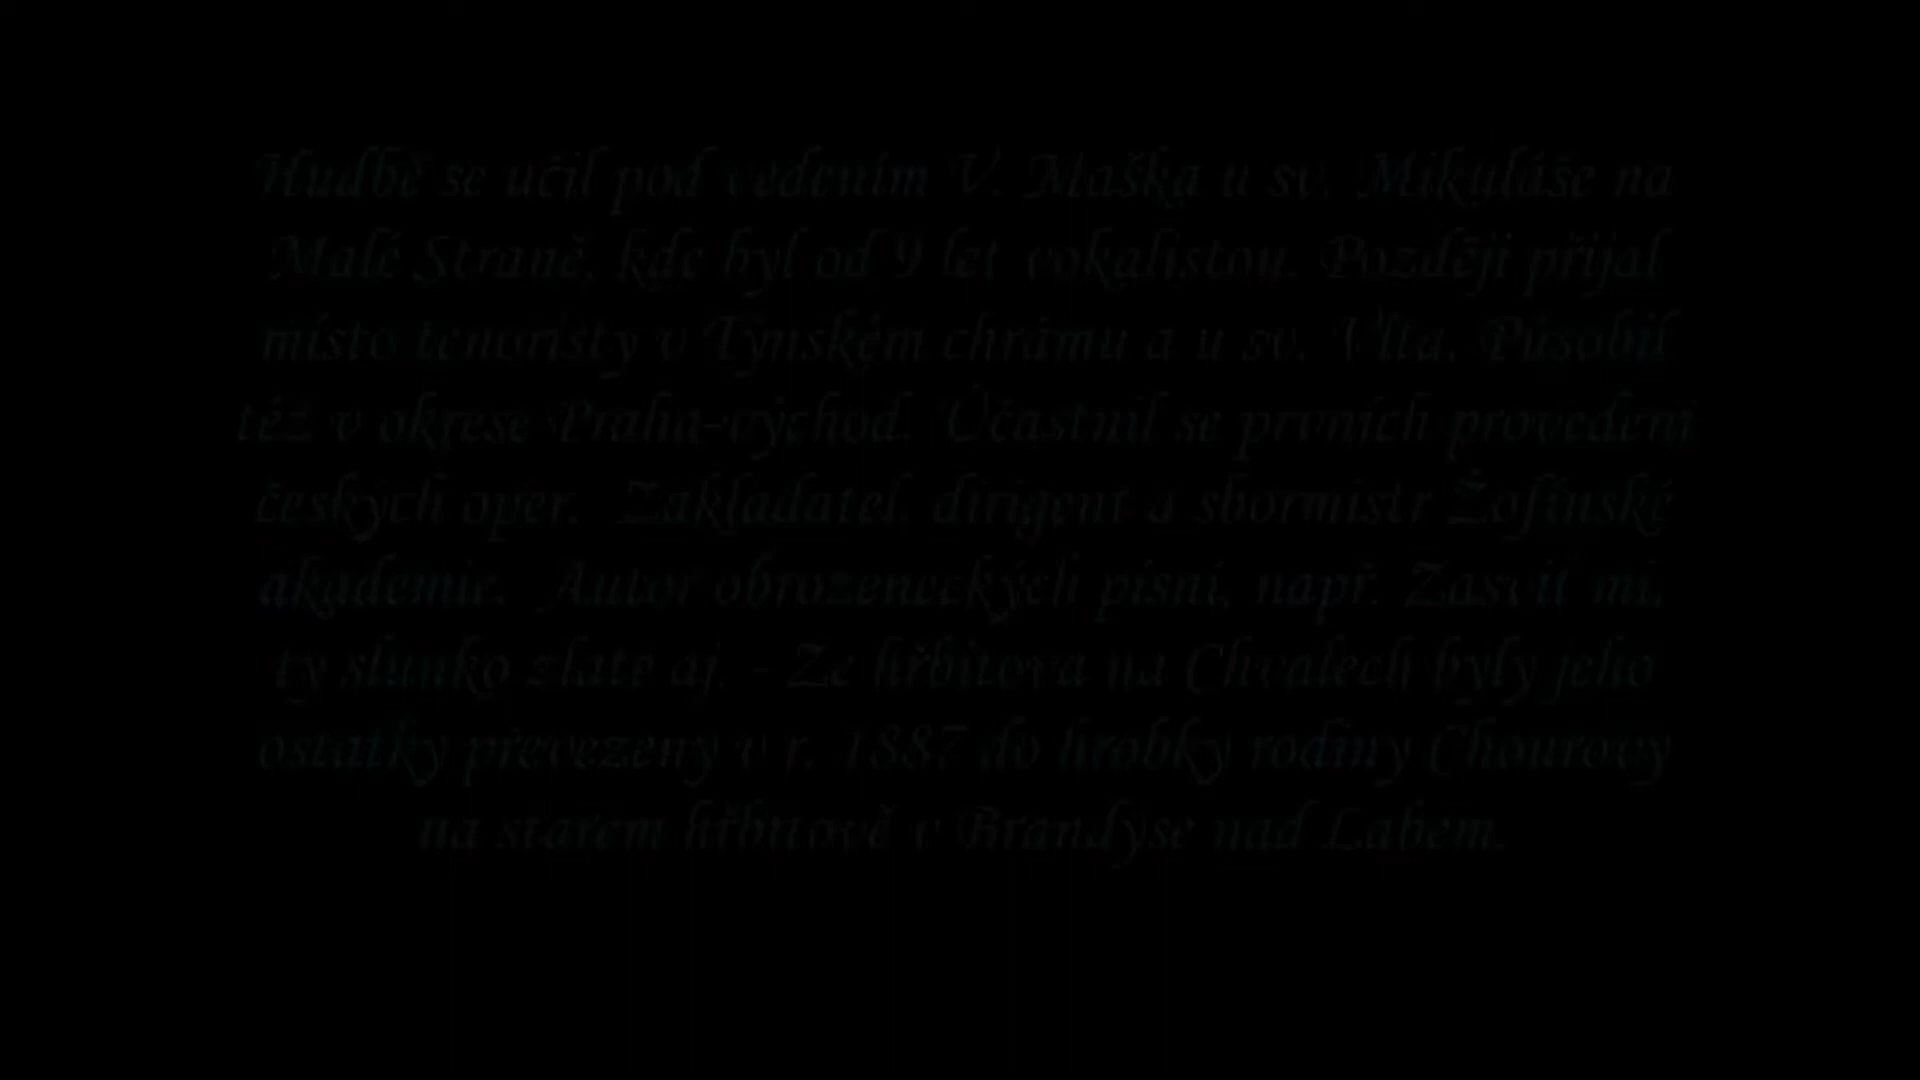 Hudbě se učil pod vedením V. Maška u sv. Mikuláše na
Malé Straně, kde byl od 9 let vokalistou. Později přijal
místo tenoristy v Týnském chrámu a u sv. Víta. Působil
též v okrese Praha-východ. Účastnil se prvních provedení
českých oper. Zakladatel, dirigent a sbormistr Žofínské
akademie. Autor obrozeneckých písní, např. Zasviť mi,
ty slunko zlaté aj. - Ze hřbitova na Chvalech byly jeho
ostatky převezeny v r. 1887 do hrobky rodiny Chourovy
na starém hřbitově v Brandýse nad Labem.